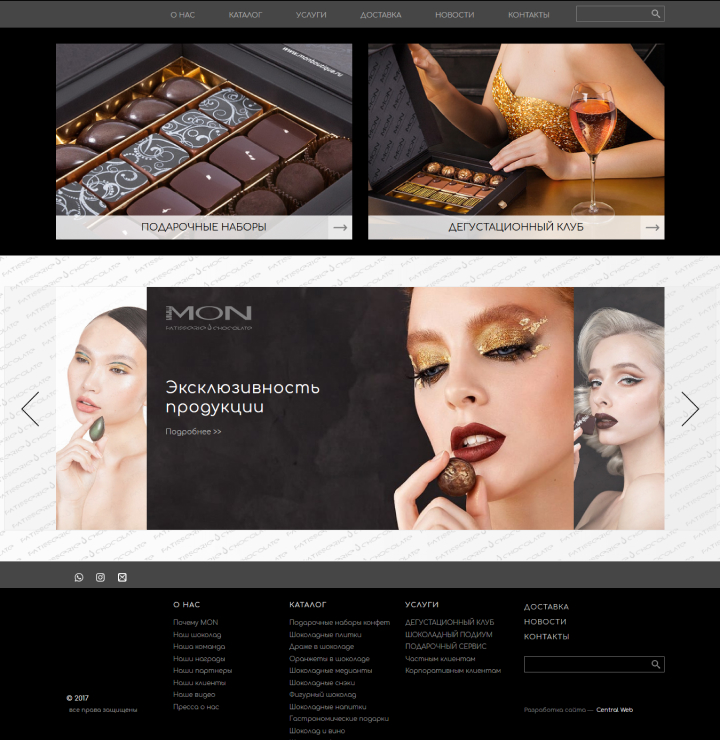 О НАС КАТАЛОГ УСЛУГИ ДОСТАВКА НОВОСТИ КОНТАКТЫ
www.monboutique.ru
ПОДАРОЧНЫЕ НАБОРЫ
ДЕГУСТАЦИОННЫЙ КЛУБ
MON
PATISSERIE CHOCOLATE
Эксклюзивность
продукции
Подробнее >>
О НАС
Почему MON
Наш шоколад
Наша команда
Наши награды
Наши партнеры
Наши клиенты
Наше видео
Пресса о нас
КАТАЛОГ
Подарочные наборы конфет
Шоколадные плитки
Драже в шоколаде
Оранжеты в шоколаде
Шоколадные медианты
Шоколадные снэки
Фигурный шоколад
Шоколадные напитки
Гастрономические подарки
Шоколад и вино
УСЛУГИ
ДЕГУСТАЦИОННЫЙ КЛУБ
ШОКОЛАДНЫЙ ПОДИУМ
ПОДАРОЧНЫЙ СЕРВИС
Частным клиентам
Корпоративным клиентам
ДОСТАВКА
НОВОСТИ
КОНТАКТЫ
© 2017
все права защищены
Разработка сайта — Central Web